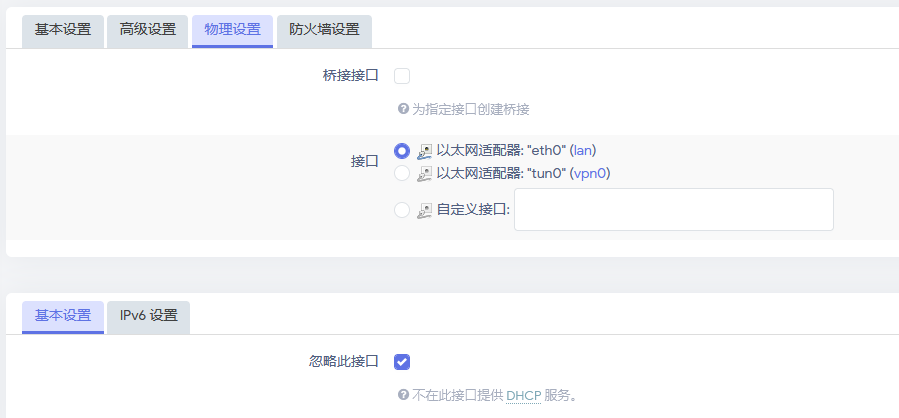 基本设置 高级设置 物理设置 防火墙设置
桥接接口
为指定接口创建桥接
接口
以太网适配器: "eth0" (lan)
以太网适配器: "tun0" (vpn0)
自定义接口:
基本设置 IPv6 设置
忽略此接口
不在此接口提供 DHCP 服务。